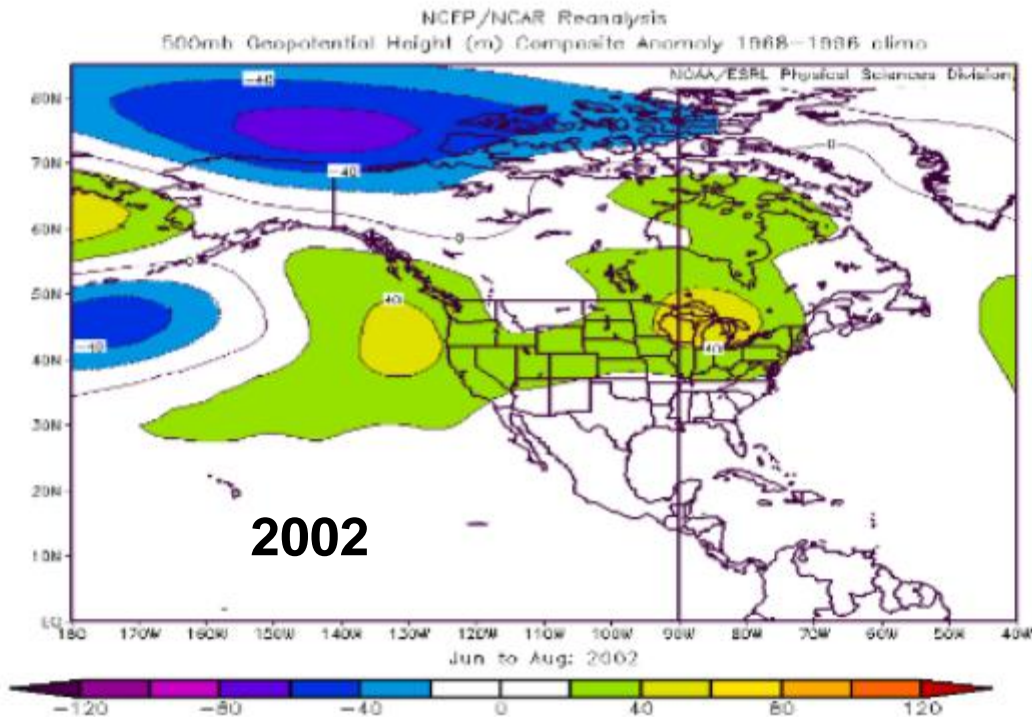 NCEP/NCAR Reanalysis
500mb Geopotential Height (m) Composite Anomaly 1968-1996 climo
NOAA/ESRL Physical Sciences Division
-40
80N
0
70N
-40
60N
0
0
50N
40
-40
40
40N
30N
20N
2002
10N
EQ
180 170W 160W 150W 140W 130W 120W 110W 100W 90W 80W 70W 60W 50W 40W
Jun to Aug: 2002
-120 -80 -40 0 40 80 120